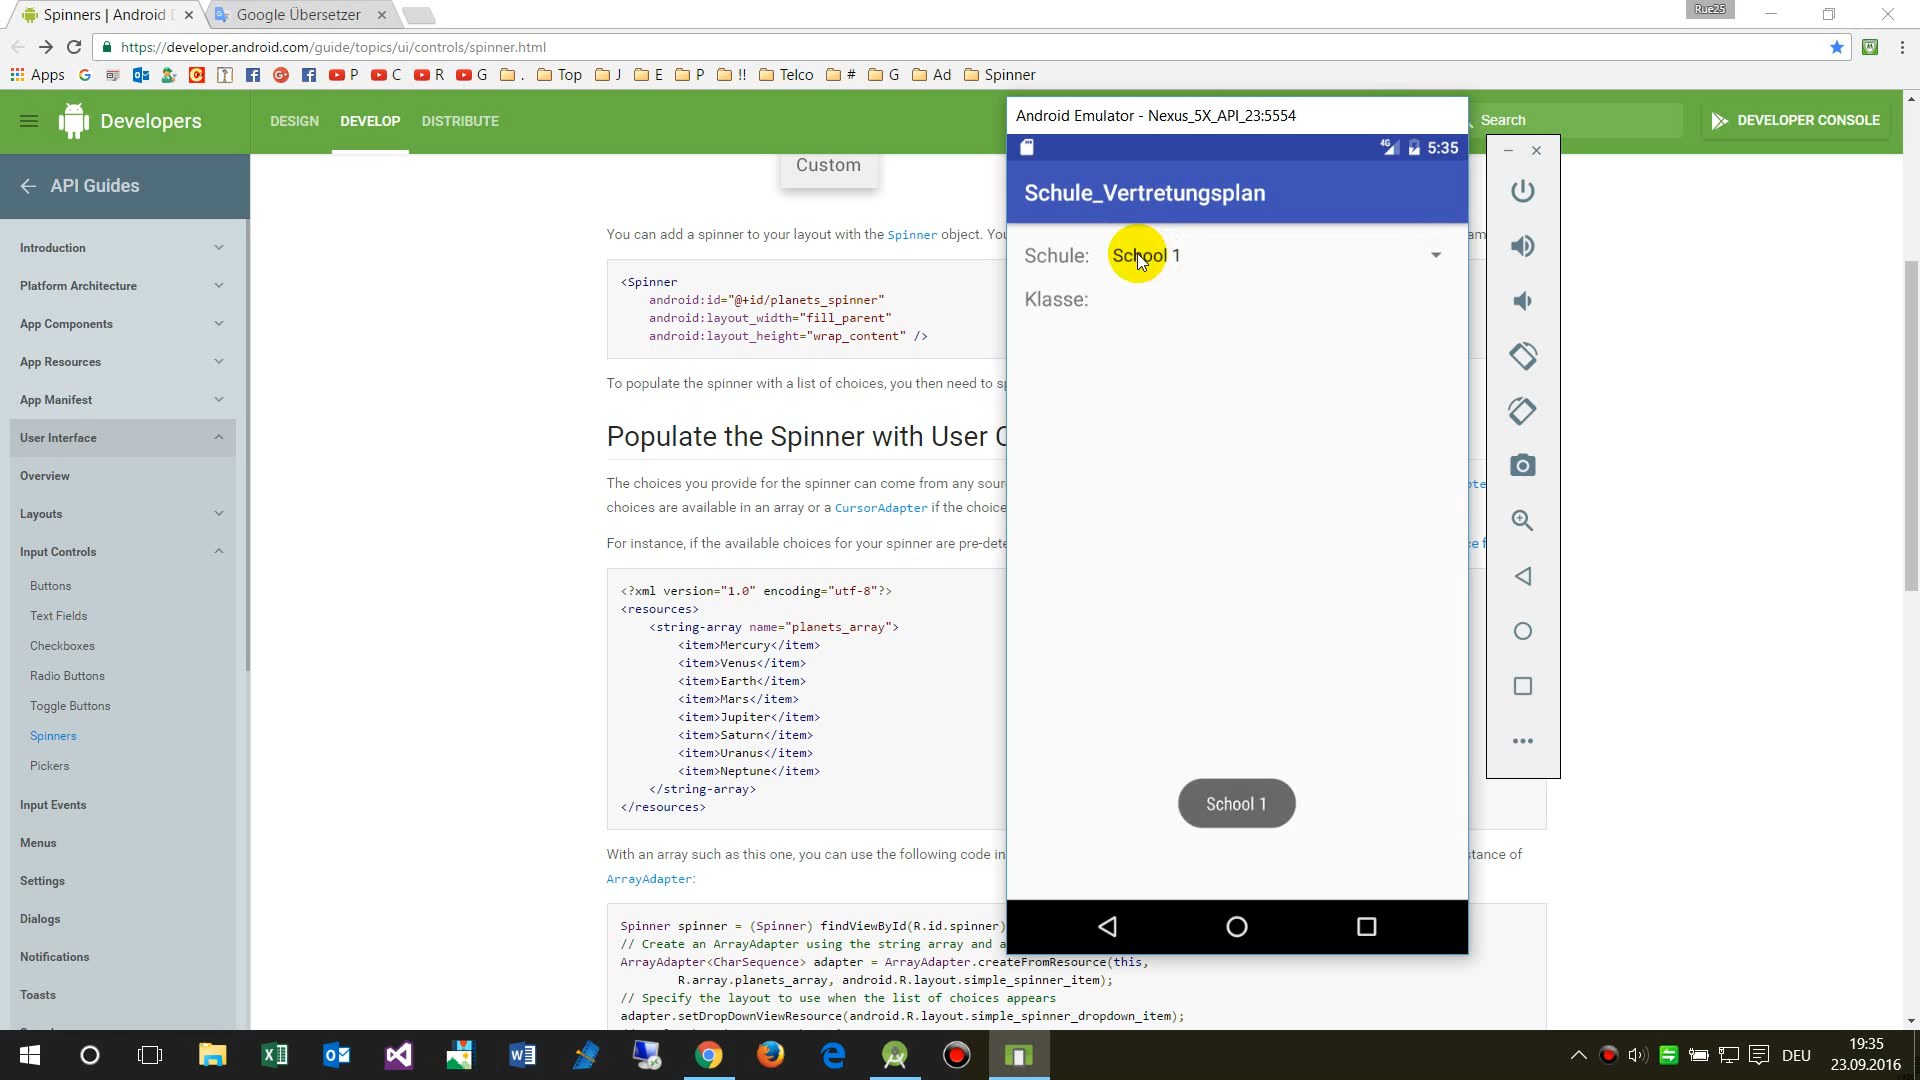 Spinners | Android
Google Übersetzer
Rue25
https://developer.android.com/guide/topics/ui/controls/spinner.html
Apps
P
C
R
G
.
Top
J
E
P
!!
Telco
#
G
Ad
Spinner
Developers
DESIGN
DEVELOP
DISTRIBUTE
Search
DEVELOPER CONSOLE
API Guides
Introduction
Platform Architecture
App Components
App Resources
App Manifest
User Interface
Overview
Layouts
Input Controls
Buttons
Text Fields
Checkboxes
Radio Buttons
Toggle Buttons
Spinners
Pickers
Input Events
Menus
Settings
Dialogs
Notifications
Toasts
Custom
You can add a spinner to your layout with the Spinner object. You
<Spinner
android:id="@+id/planets_spinner"
android:layout_width="fill_parent"
android:layout_height="wrap_content" />
To populate the spinner with a list of choices, you then need to
Populate the Spinner with User
The choices you provide for the spinner can come from any
choices are available in an array or a CursorAdapter if the
For instance, if the available choices for your spinner are
<?xml version="1.0" encoding="utf-8"?>
<resources>
<string-array name="planets_array">
<item>Mercury</item>
<item>Venus</item>
<item>Earth</item>
<item>Mars</item>
<item>Jupiter</item>
<item>Saturn</item>
<item>Uranus</item>
<item>Neptune</item>
</string-array>
</resources>
With an array such as this one, you can use the following code in
ArrayAdapter:
Spinner spinner = (Spinner) findViewById(R.id.spinner)
// Create an ArrayAdapter using the string array and a
ArrayAdapter<CharSequence> adapter = ArrayAdapter.createFromResource(this,
R.array.planets_array, android.R.layout.simple_spinner_item);
// Specify the layout to use when the list of choices appears
adapter.setDropDownViewResource(android.R.layout.simple_spinner_dropdown_item);
Android Emulator - Nexus_5X_API_23:5554
4G
5:35
Schule_Vertretungsplan
Schule: School 1
Klasse:
School 1
DEU
19:35
23.09.2016